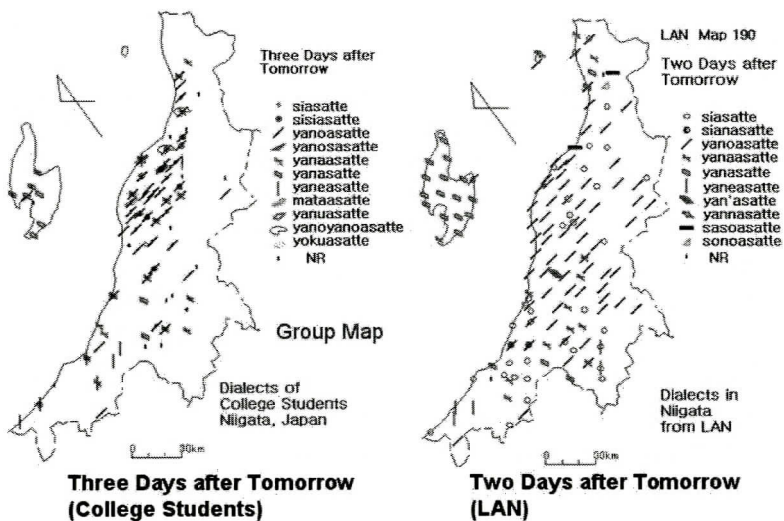 Three Days after
Tomorrow
siasatte
sisiasatte
yanoasatte
yanosasatte
yanaasatte
yanasatte
yaneasatte
mataasatte
yanuasatte
yanoyanoasatte
yokuasatte
NR
Group Map
Dialects of
College Students
Niigata, Japan
0 30km
Three Days after Tomorrow
(College Students)
LAN Map 190
Two Days after
Tomorrow
siasatte
sianasatte
yanoasatte
yanaasatte
yanasatte
yaneasatte
yan'asatte
yannasatte
sasoasatte
sonoasatte
NR
Dialects in
Niigata
from LAN
0 30km
Two Days after Tomorrow
(LAN)